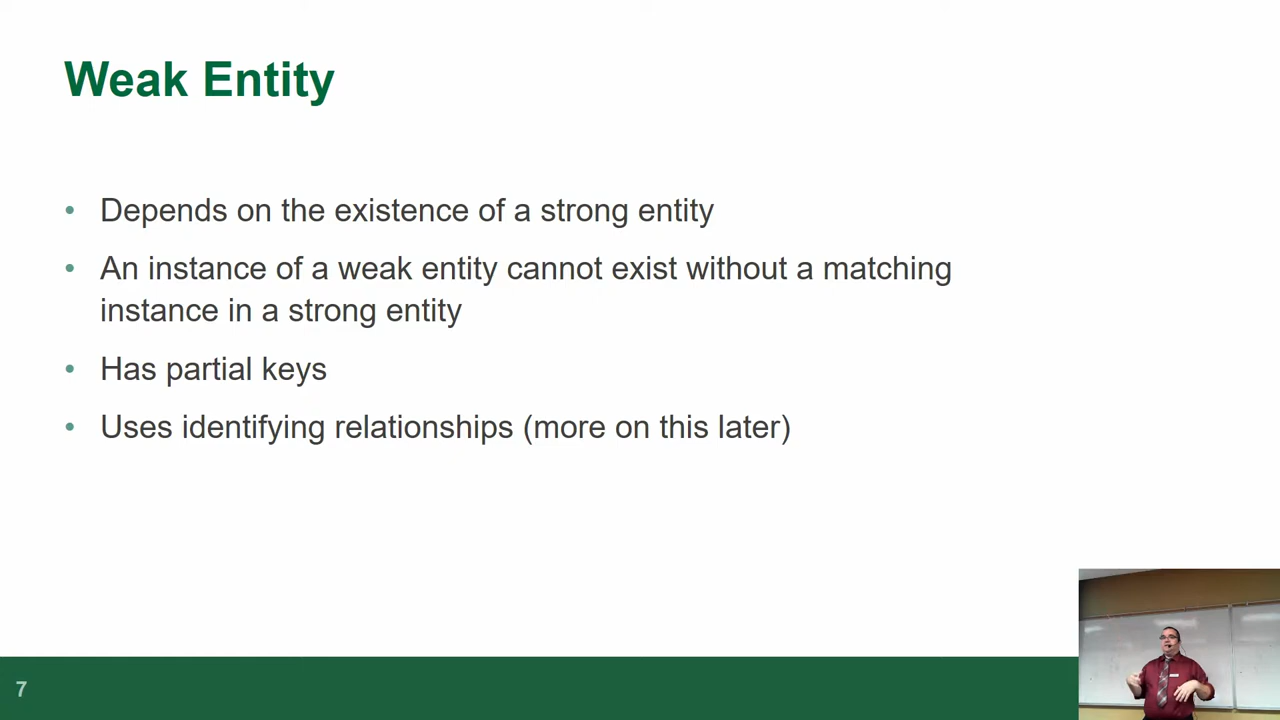 Weak Entity
• Depends on the existence of a strong entity
• An instance of a weak entity cannot exist without a matching
instance in a strong entity
• Has partial keys
• Uses identifying relationships (more on this later)
7